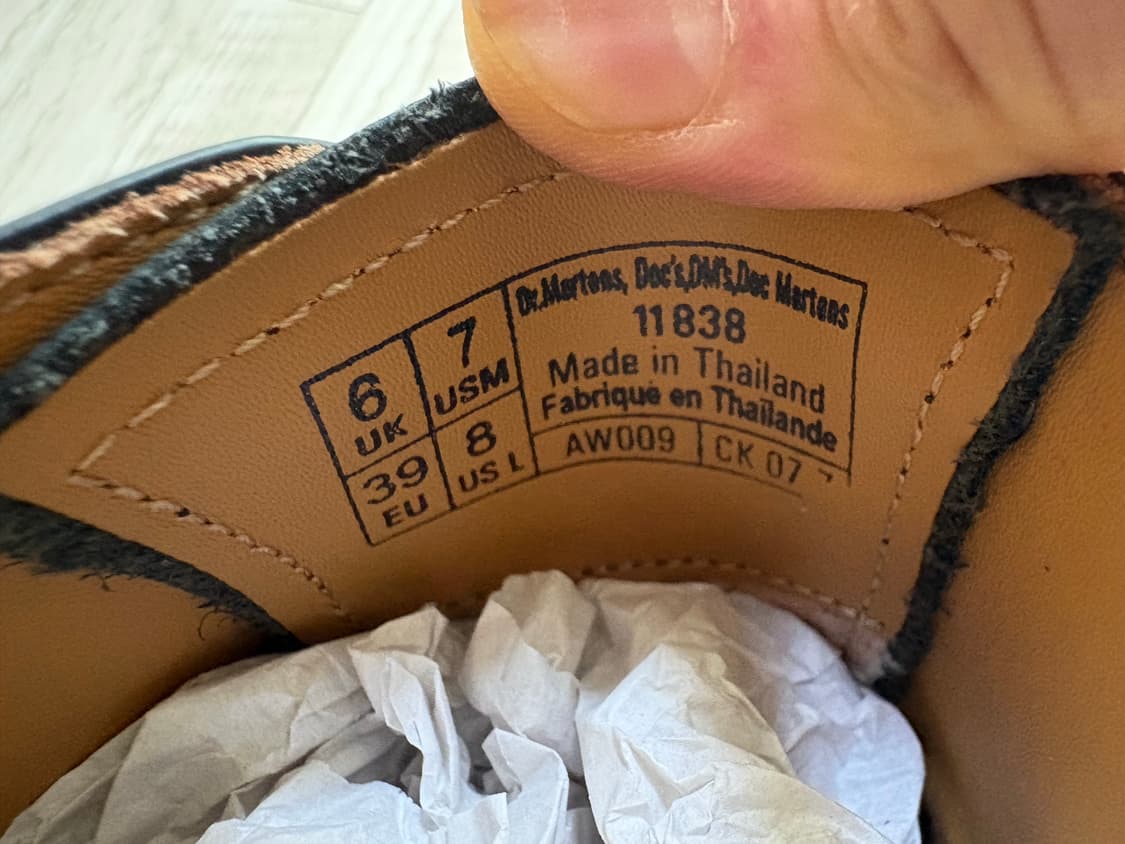 6 UK
7 USM
39 EU
8 US L
Dr.Martens, Doc's,DM's,Doc Martens
11838
Made in Thailand
Fabriqué en Thaïlande
AW009
CK 07